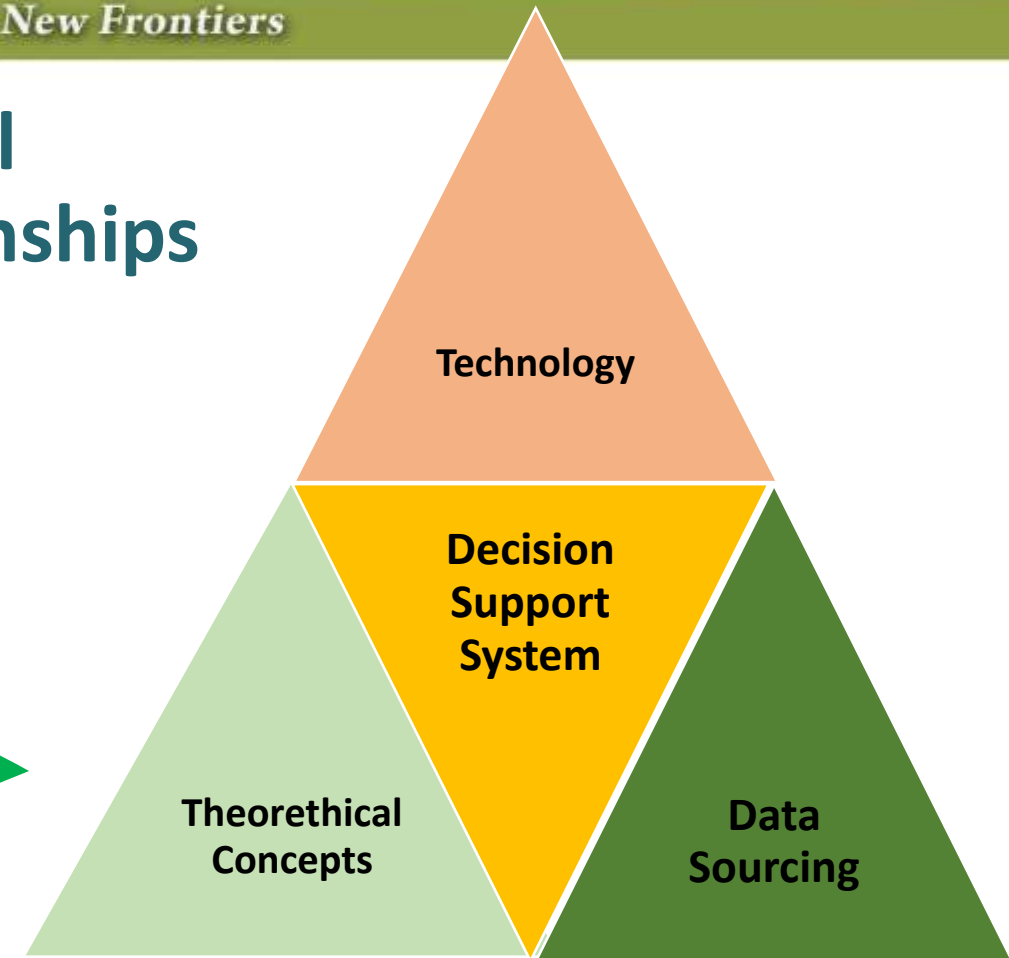 New Frontiers
l
nships
Technology
Decision
Support
System
Theorethical
Concepts
Data
Sourcing